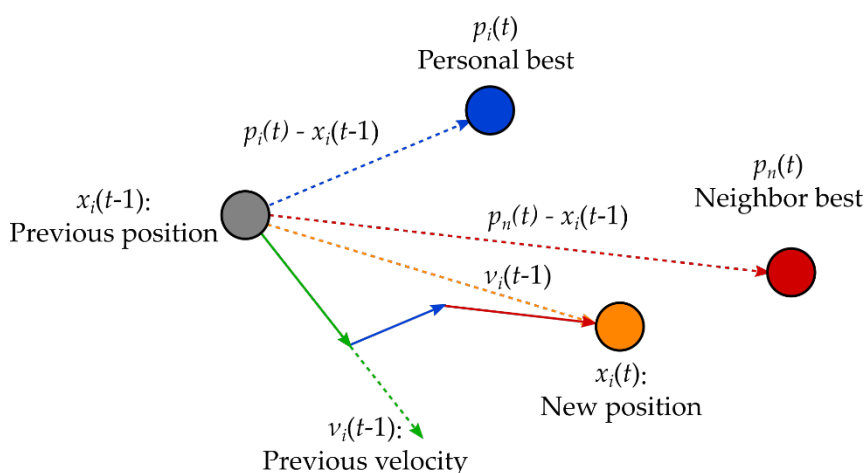 pᵢ(t)
Personal best
pᵢ(t) - xᵢ(t-1)
pₙ(t)
Neighbor best
xᵢ(t-1):
Previous position
pₙ(t) - xᵢ(t-1)
vᵢ(t-1)
xᵢ(t):
New position
vᵢ(t-1):
Previous velocity